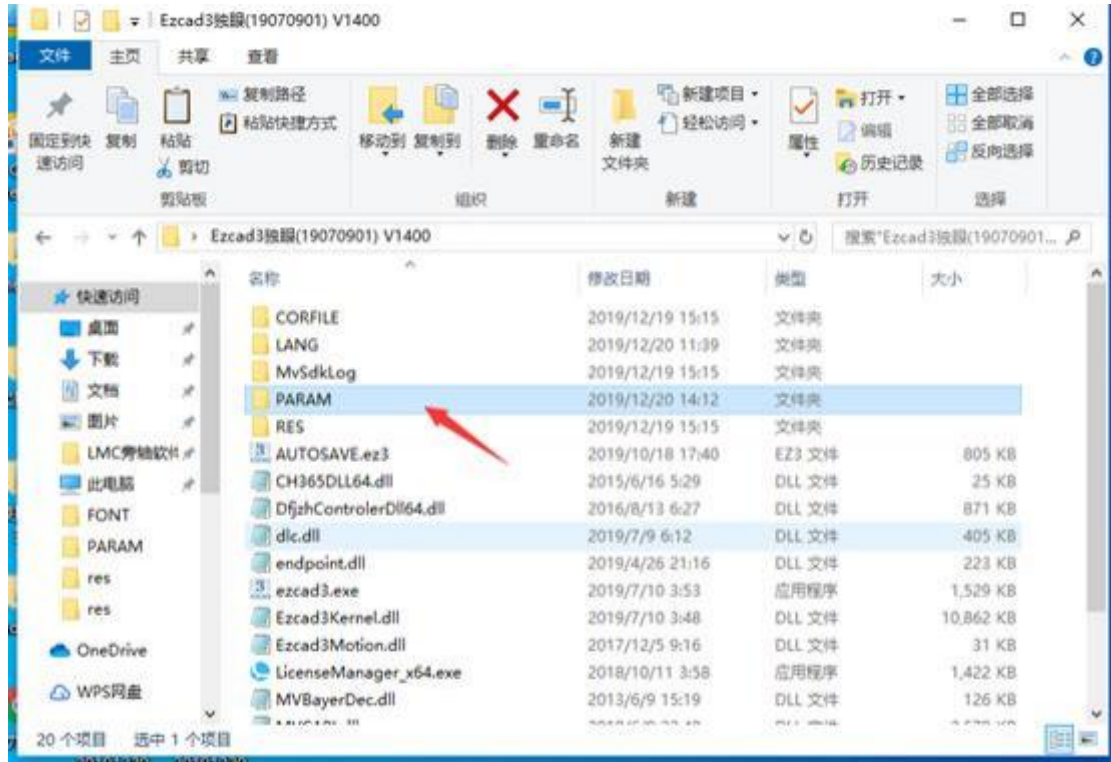 Ezcad3独眼(19070901) V1400
文件 主页 共享 查看
固定到快速访问
复制
粘贴
复制路径
粘贴快捷方式
剪切
剪贴板
移动到
复制到
删除
重命名
组织
新建文件夹
新建项目
轻松访问
新建
属性
打开
编辑
历史记录
打开
全部选择
全部取消
反向选择
选择
Ezcad3独眼(19070901) V1400
搜索"Ezcad3独眼(19070901...
快速访问
桌面
下载
文档
图片
LMC旁轴软件
此电脑
FONT
PARAM
res
res
OneDrive
WPS网盘
名称 修改日期 类型 大小
CORFILE 2019/12/19 15:15 文件夹
LANG 2019/12/20 11:39 文件夹
MvSdkLog 2019/12/19 15:15 文件夹
PARAM 2019/12/20 14:12 文件夹
RES 2019/12/19 15:15 文件夹
AUTOSAVE.ez3 2019/10/18 17:40 EZ3 文件 805 KB
CH365DLL64.dll 2015/6/16 5:29 DLL 文件 25 KB
DfjzhControlerDll64.dll 2016/8/13 6:27 DLL 文件 871 KB
dlc.dll 2019/7/9 6:12 DLL 文件 405 KB
endpoint.dll 2019/4/26 21:16 DLL 文件 223 KB
ezcad3.exe 2019/7/10 3:53 应用程序 1,529 KB
Ezcad3Kernel.dll 2019/7/10 3:48 DLL 文件 10,862 KB
Ezcad3Motion.dll 2017/12/5 9:16 DLL 文件 31 KB
LicenseManager_x64.exe 2018/10/11 3:58 应用程序 1,422 KB
MVBayerDec.dll 2013/6/9 15:19 DLL 文件 126 KB
20 个项目 选中 1 个项目